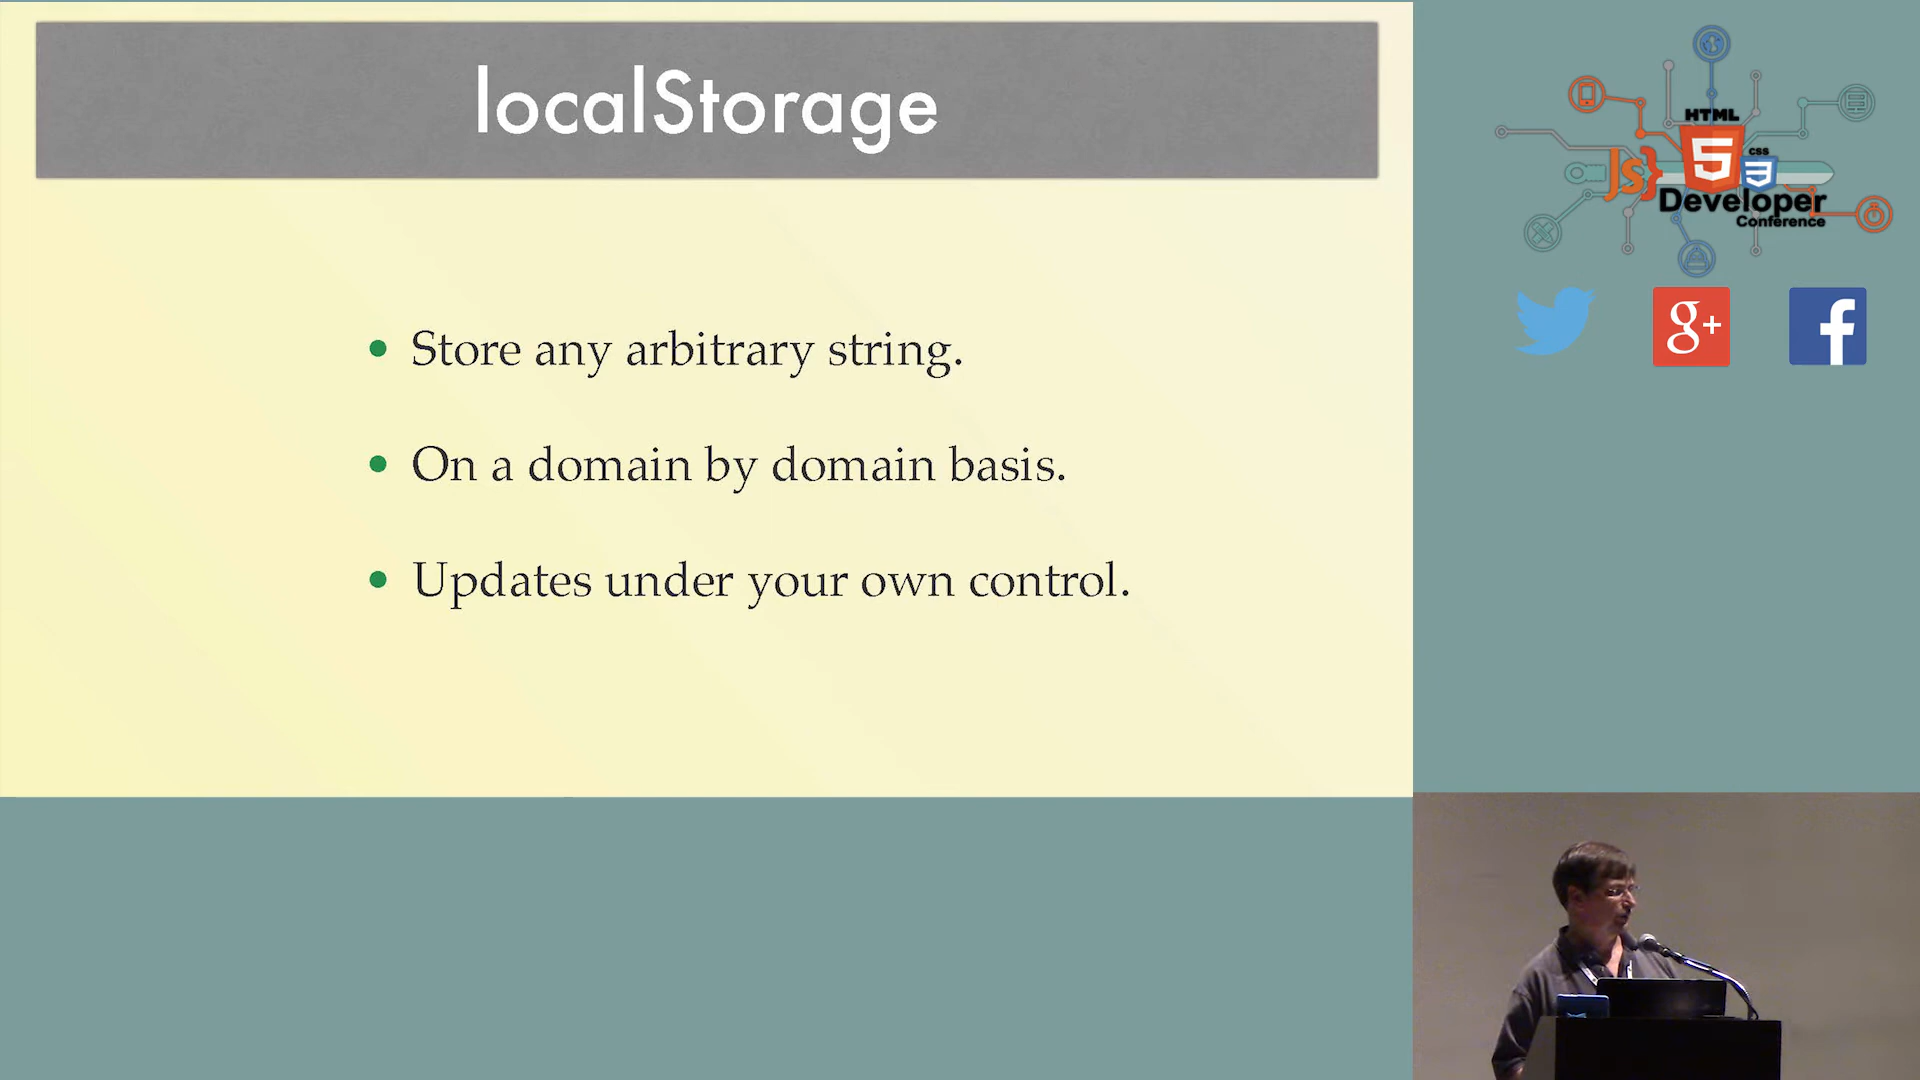 localStorage
• Store any arbitrary string.
• On a domain by domain basis.
• Updates under your own control.
HTML
5
JS}
CSS
3
Developer
Conference
g+
f